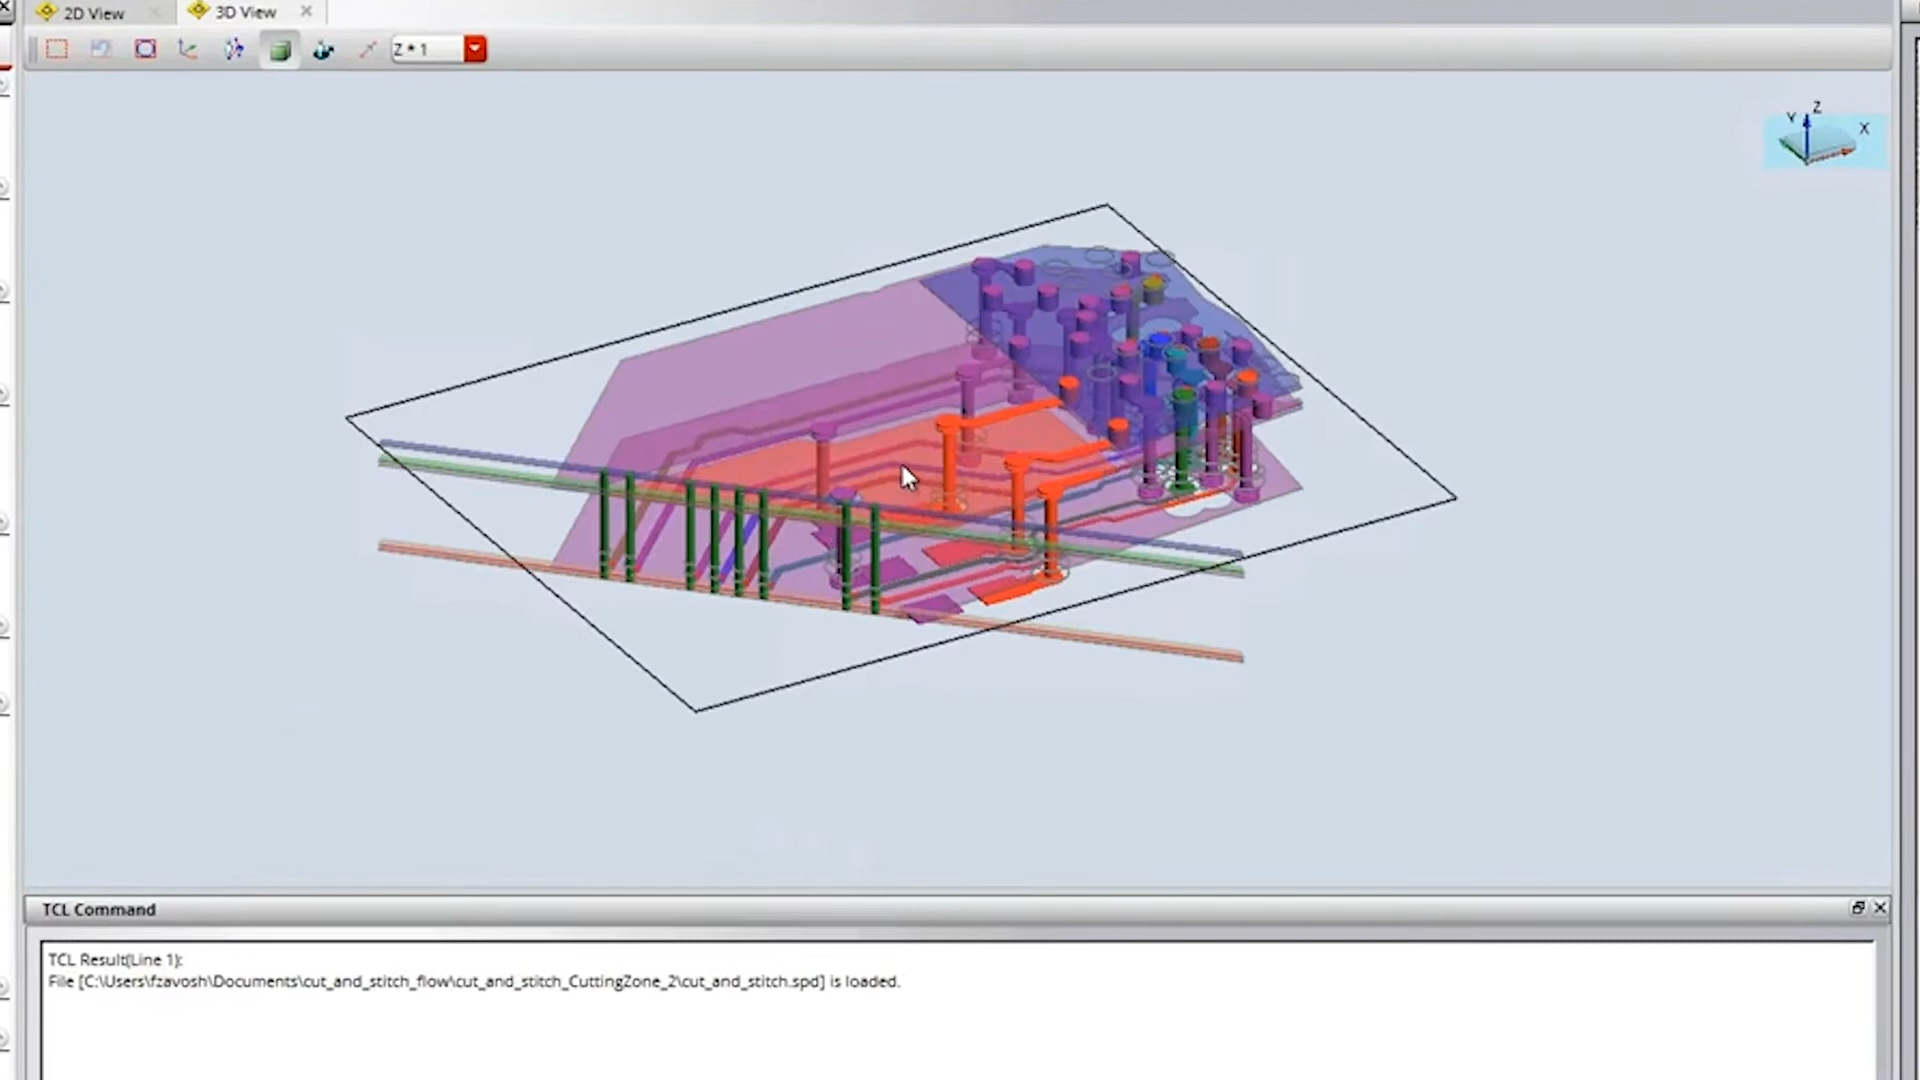 2D View
3D View
Z * 1
Y
Z
X
TCL Command
TCL Result(Line 1):
File [C:\Users\fzavosh\Documents\cut_and_stitch_flow\cut_and_stitch_CuttingZone_2\cut_and_stitch.spd] is loaded.